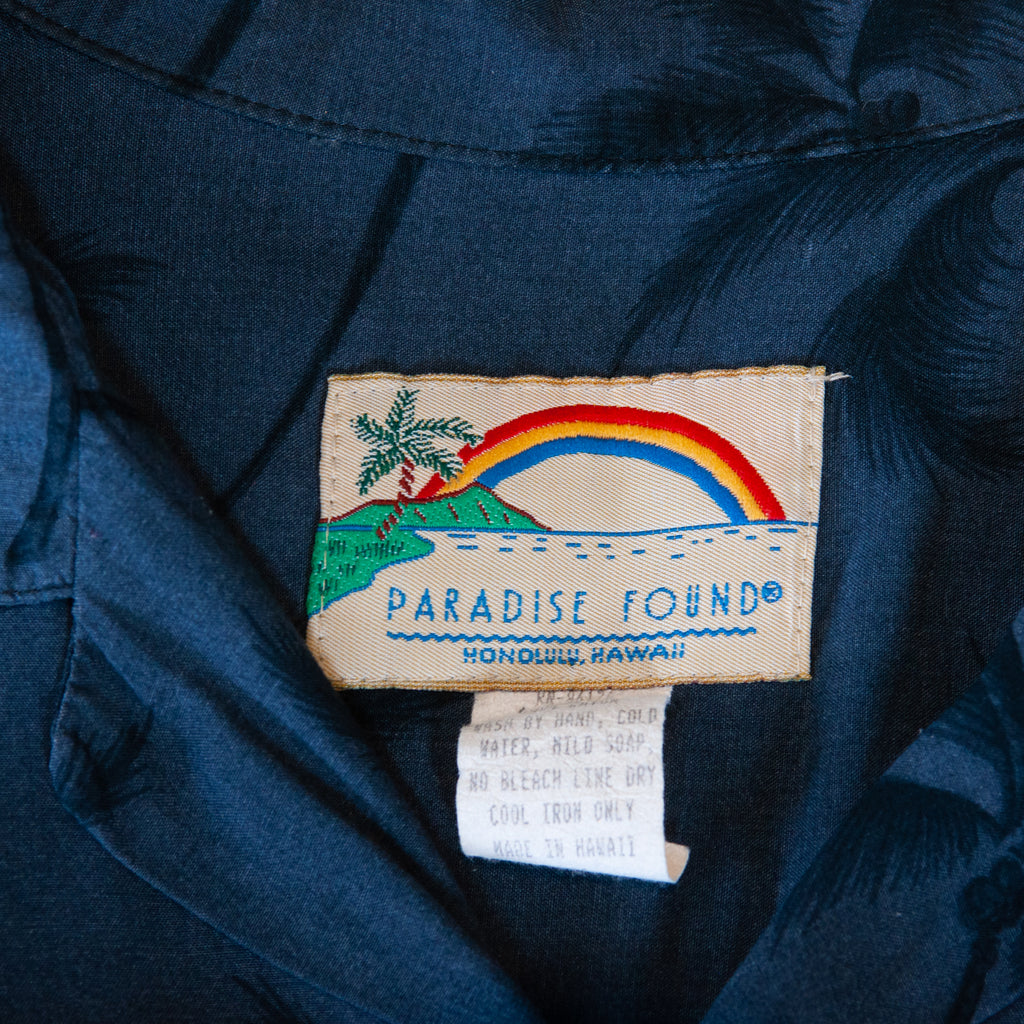 PARADISE FOUND®
HONOLULU, HAWAII
WASH BY HAND, COLD
WATER, MILD SOAP,
NO BLEACH LINE DRY
COOL IRON ONLY
MADE IN HAWAII